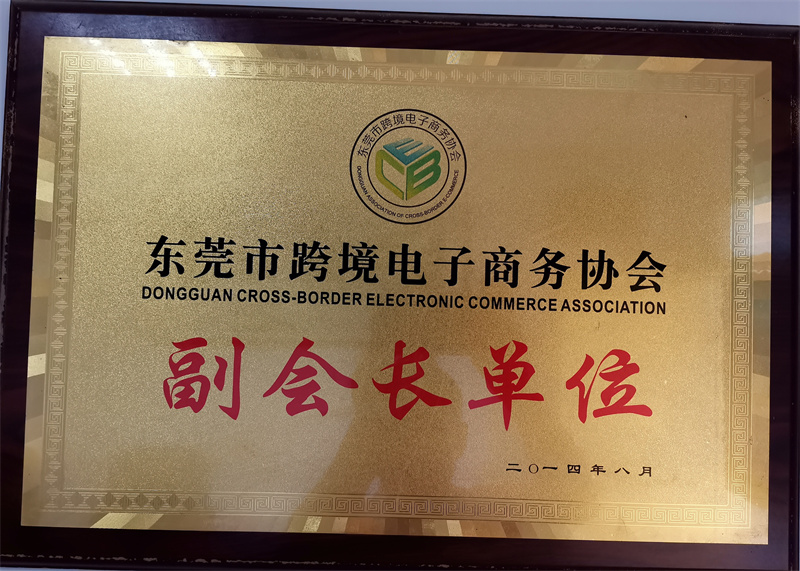 东莞市跨境电子商务协会
DONGGUAN ASSOCIATION OF CROSS-BORDER E-COMMERCE
ECB
东莞市跨境电子商务协会
DONGGUAN CROSS-BORDER ELECTRONIC COMMERCE ASSOCIATION
副会长单位
二〇一四年八月